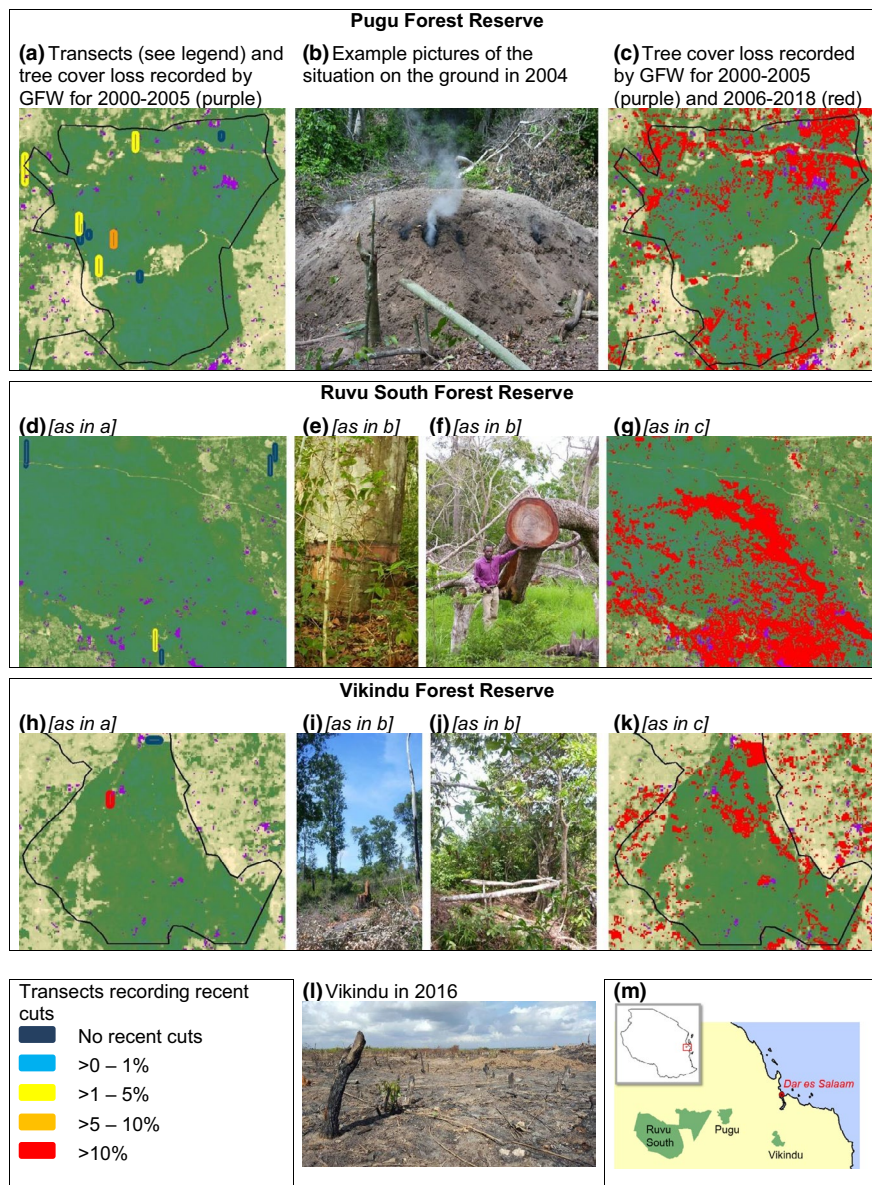 Pugu Forest Reserve
(a) Transects (see legend) and
tree cover loss recorded by
GFW for 2000-2005 (purple)
(b) Example pictures of the
situation on the ground in 2004
(c) Tree cover loss recorded
by GFW for 2000-2005
(purple) and 2006-2018 (red)
Ruvu South Forest Reserve
(d) [as in a]
(e) [as in b]
(f) [as in b]
(g) [as in c]
Vikindu Forest Reserve
(h) [as in a]
(i) [as in b]
(j) [as in b]
(k) [as in c]
Transects recording recent
cuts
No recent cuts
>0 – 1%
>1 – 5%
>5 – 10%
>10%
(l) Vikindu in 2016
(m)
Dar es Salaam
Ruvu
South
Pugu
Vikindu